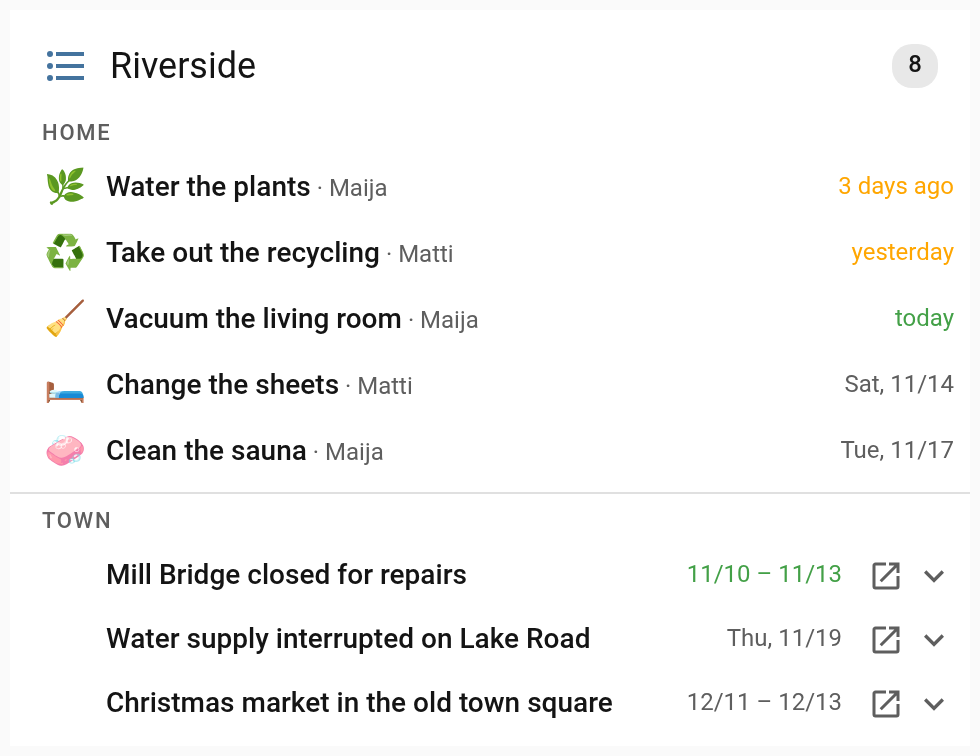 Riverside 8
HOME
Water the plants · Maija 3 days ago
Take out the recycling · Matti yesterday
Vacuum the living room · Maija today
Change the sheets · Matti Sat, 11/14
Clean the sauna · Maija Tue, 11/17
TOWN
Mill Bridge closed for repairs 11/10 – 11/13
Water supply interrupted on Lake Road Thu, 11/19
Christmas market in the old town square 12/11 – 12/13